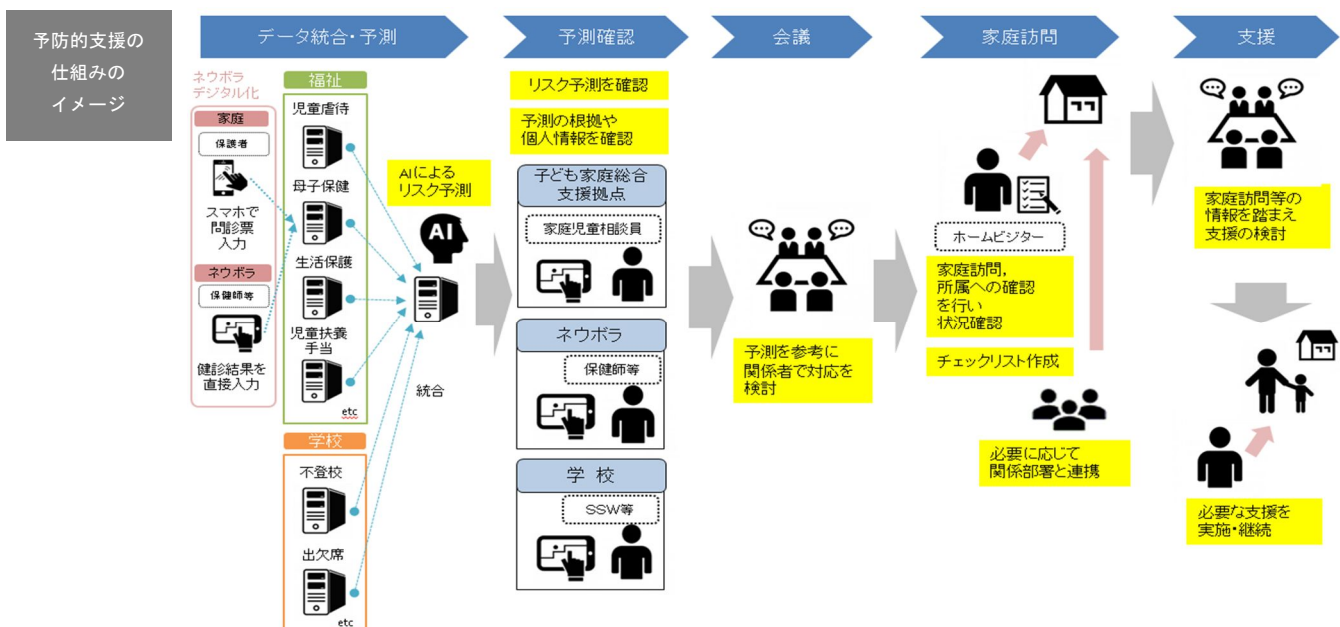 予防的支援の
仕組みの
イメージ
データ統合・予測
予測確認
会議
家庭訪問
支援
ネウボラ
デジタル化
家庭
保護者
スマホで
問診票
入力
ネウボラ
保健師等
健診結果を
直接入力
福祉
児童虐待
母子保健
生活保護
児童扶養
手当
etc
学校
不登校
出欠席
etc
AIによる
リスク予測
AI
統合
リスク予測を確認
予測の根拠や
個人情報を確認
子ども家庭総合
支援拠点
家庭児童相談員
ネウボラ
保健師等
学 校
SSW等
予測を参考に
関係者で対応を
検討
ホームビジター
家庭訪問，
所属への確認
を行い
状況確認
チェックリスト作成
必要に応じて
関係部署と連携
家庭訪問等の
情報を踏まえ
支援の検討
必要な支援を
実施・継続